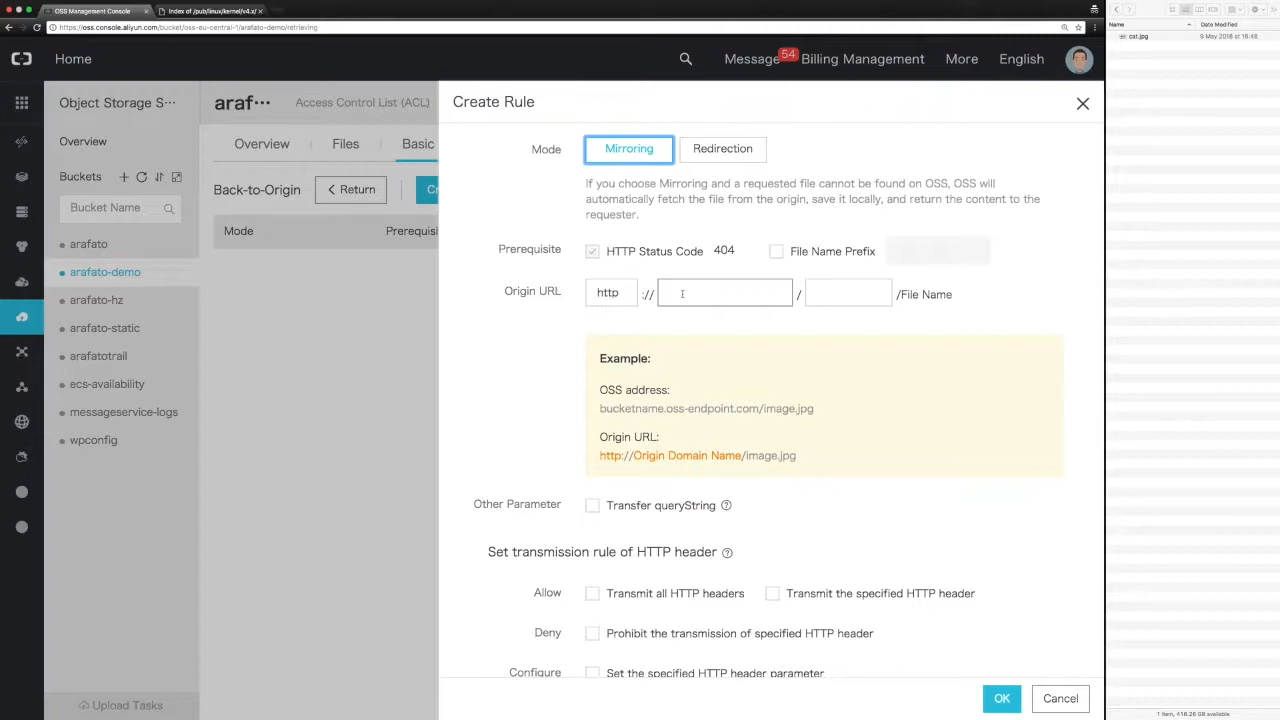 OSS Management Console
Index of /pub/linux/kernel/v4.x/
https://oss.console.aliyun.com/bucket/oss-eu-central-1/arafato-demo/retrieving
Home
Message
54
Billing Management
More
English
Object Storage S···
Overview
Buckets
Bucket Name
arafato
arafato-demo
arafato-hz
arafato-static
arafatotrail
ecs-availability
messageservice-logs
wpconfig
Upload Tasks
araf···
Access Control List (ACL)
Overview
Files
Basic
Back-to-Origin
< Return
Cr
Mode
Prerequisi
Create Rule
Mode
Mirroring
Redirection
If you choose Mirroring and a requested file cannot be found on OSS, OSS will
automatically fetch the file from the origin, save it locally, and return the content to the
requester.
Prerequisite
HTTP Status Code 404
File Name Prefix
Origin URL
http
://
/
/File Name
Example:
OSS address:
bucketname.oss-endpoint.com/image.jpg
Origin URL:
http://Origin Domain Name/image.jpg
Other Parameter
Transfer queryString
Set transmission rule of HTTP header
Allow
Transmit all HTTP headers
Transmit the specified HTTP header
Deny
Prohibit the transmission of specified HTTP header
Configure
Set the specified HTTP header parameter
OK
Cancel
Name
Date Modified
cat.jpg
9 May 2018 at 16:48
1 item, 416.26 GB available